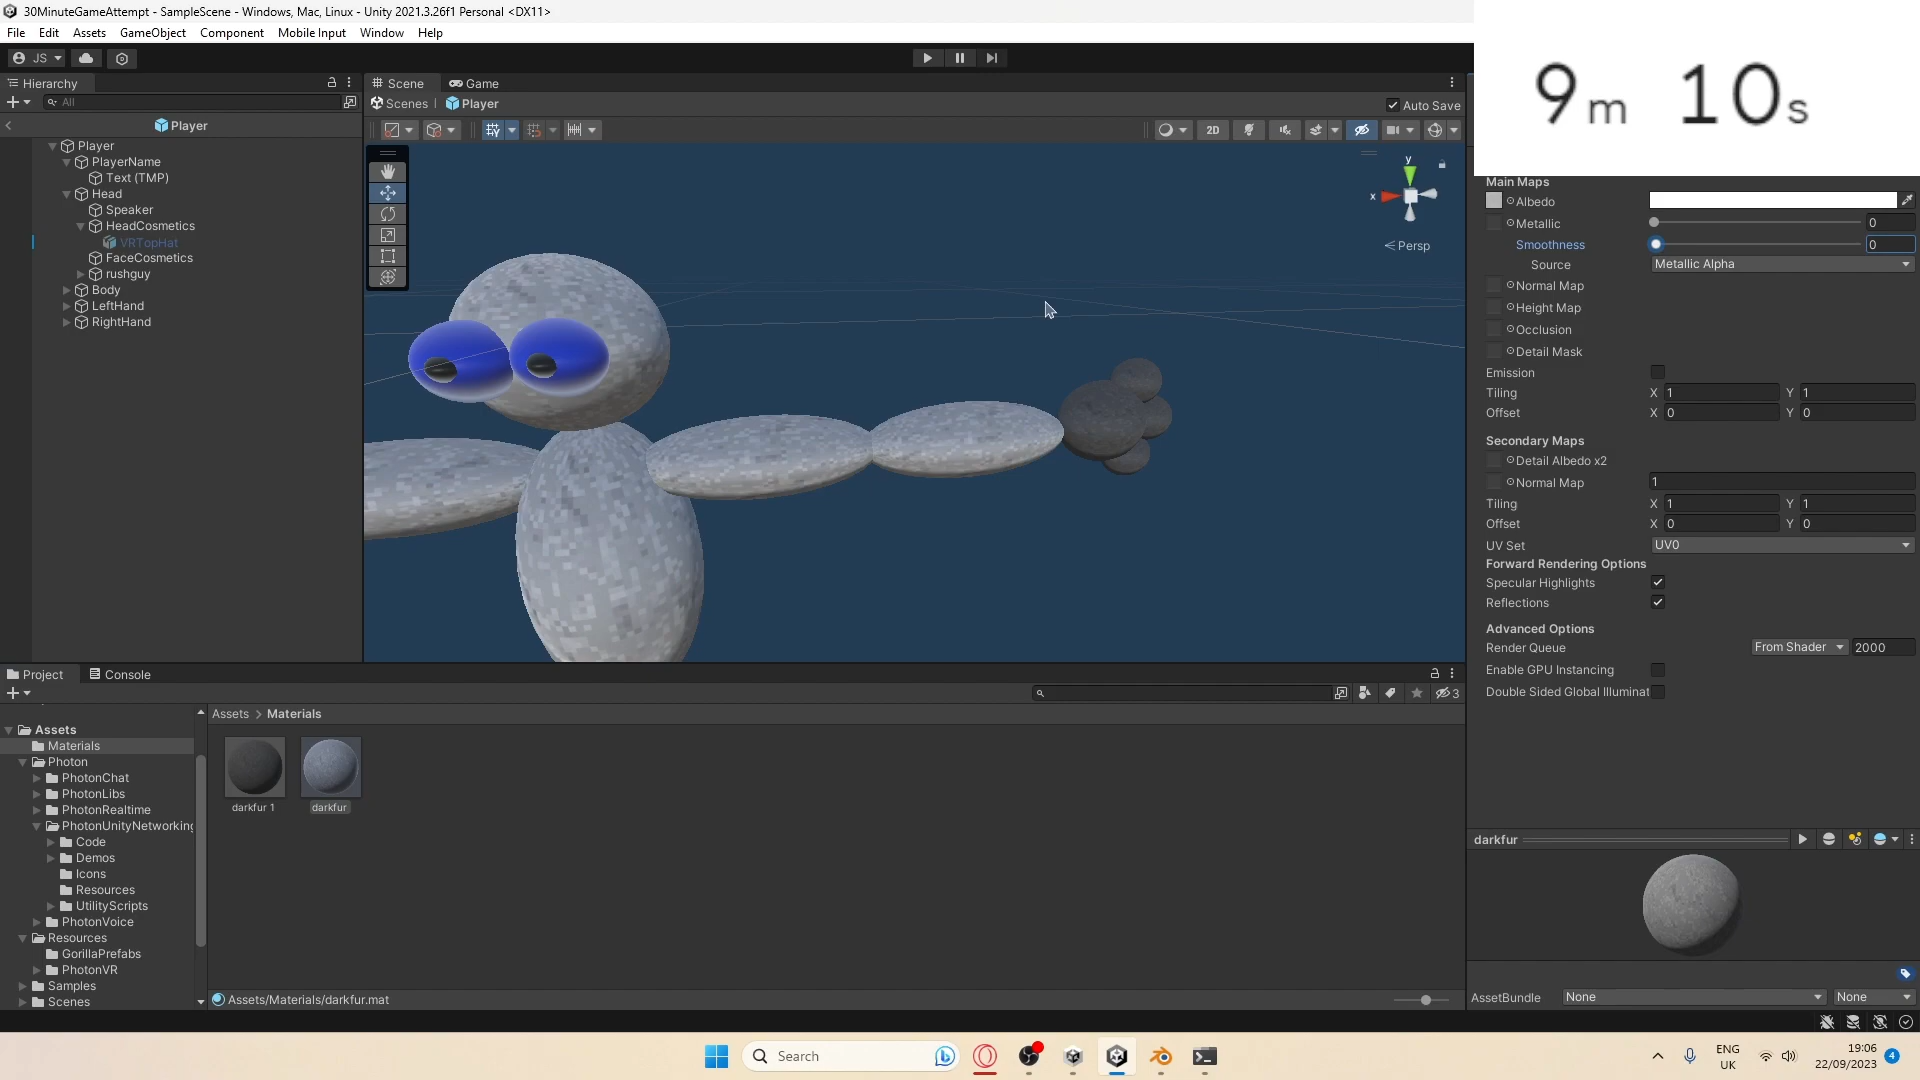 30MinuteGameAttempt - SampleScene - Windows, Mac, Linux - Unity 2021.3.26f1 Personal <DX11>
File Edit Assets GameObject Component Mobile Input Window Help
JS
9m 10s
Hierarchy
All
Player
Player
PlayerName
Text (TMP)
Head
Speaker
HeadCosmetics
VRTopHat
FaceCosmetics
rushguy
Body
LeftHand
RightHand
Scene Game
Scenes Player
Auto Save
2D
y
x
Persp
Main Maps
Albedo
Metallic 0
Smoothness 0
Source Metallic Alpha
Normal Map
Height Map
Occlusion
Detail Mask
Emission
Tiling X 1 Y 1
Offset X 0 Y 0
Secondary Maps
Detail Albedo x2
Normal Map 1
Tiling X 1 Y 1
Offset X 0 Y 0
UV Set UV0
Forward Rendering Options
Specular Highlights
Reflections
Advanced Options
Render Queue From Shader 2000
Enable GPU Instancing
Double Sided Global Illuminat
darkfur
AssetBundle None None
Project Console
3
Assets
Materials
Photon
PhotonChat
PhotonLibs
PhotonRealtime
PhotonUnityNetworking
Code
Demos
Icons
Resources
UtilityScripts
PhotonVoice
Resources
GorillaPrefabs
PhotonVR
Samples
Scenes
Assets > Materials
darkfur 1
darkfur
Assets/Materials/darkfur.mat
Search
ENG
UK
19:06
22/09/2023
4